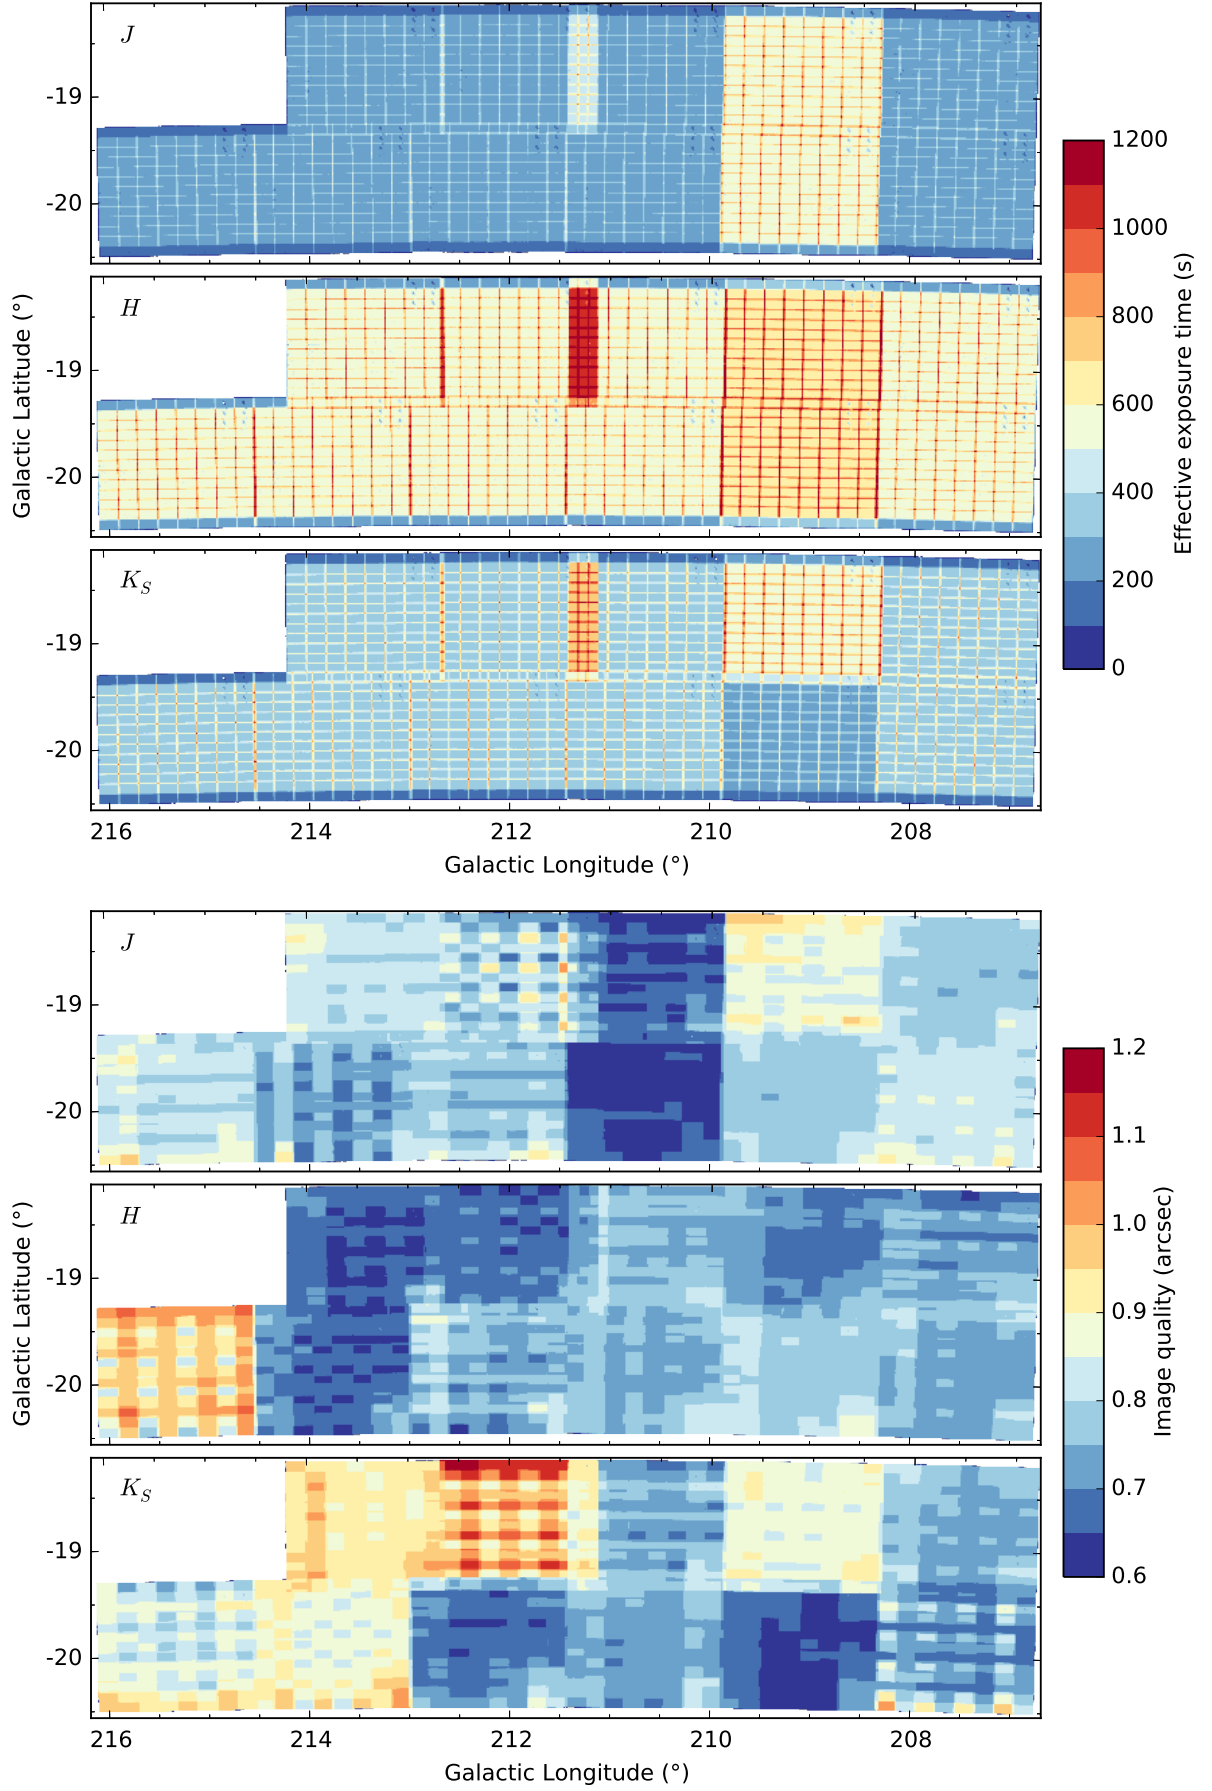 J
-19
-20
H
-19
-20
Galactic Latitude (°)
K_S
-19
-20
216 214 212 210 208
Galactic Longitude (°)
1200
1000
800
600
400
200
0
Effective exposure time (s)
J
-19
-20
H
-19
-20
Galactic Latitude (°)
K_S
-19
-20
216 214 212 210 208
Galactic Longitude (°)
1.2
1.1
1.0
0.9
0.8
0.7
0.6
Image quality (arcsec)